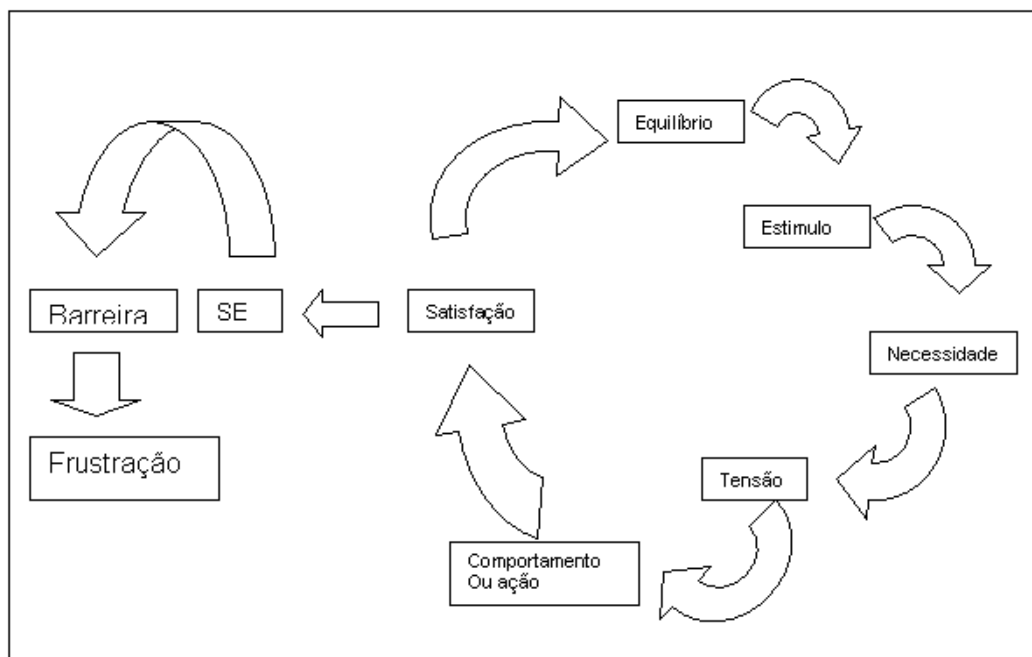 Equilíbrio
Estimulo
Necessidade
Tensão
Comportamento
Ou ação
Satisfação
SE
Barreira
Frustração